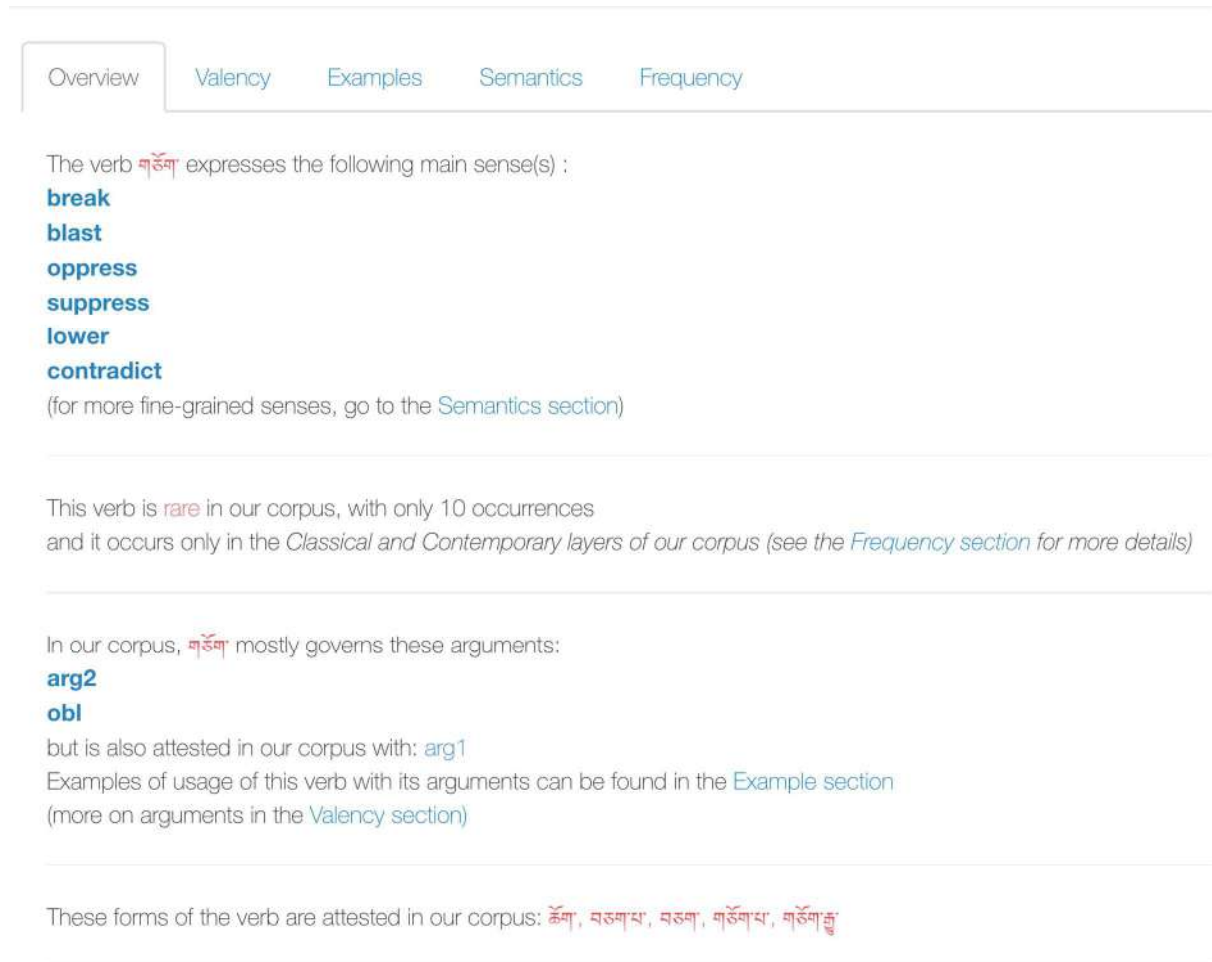 Overview Valency Examples Semantics Frequency
The verb གཅོག་ expresses the following main sense(s) :
break
blast
oppress
suppress
lower
contradict
(for more fine-grained senses, go to the Semantics section)
This verb is rare in our corpus, with only 10 occurrences
and it occurs only in the Classical and Contemporary layers of our corpus (see the Frequency section for more details)
In our corpus, གཅོག་ mostly governs these arguments:
arg2
obl
but is also attested in our corpus with: arg1
Examples of usage of this verb with its arguments can be found in the Example section
(more on arguments in the Valency section)
These forms of the verb are attested in our corpus: ཆོག་, བཅག་པ་, བཅག་, གཅོག་པ་, གཅོག་རྒྱུ་